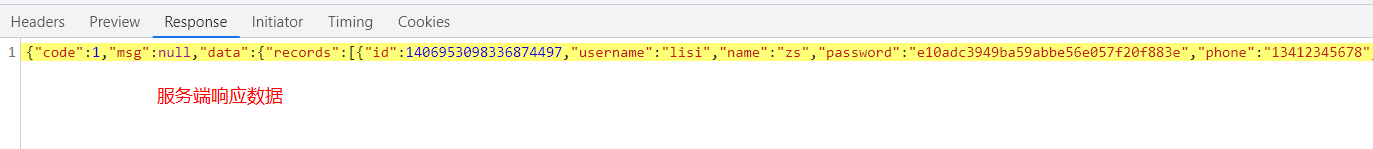 Headers Preview Response Initiator Timing Cookies
1 {"code":1,"msg":null,"data":{"records":[{"id":1406953098336874497,"username":"lisi","name":"zs","password":"e10adc3949ba59abbe56e057f20f883e","phone":"13412345678"
服务端响应数据